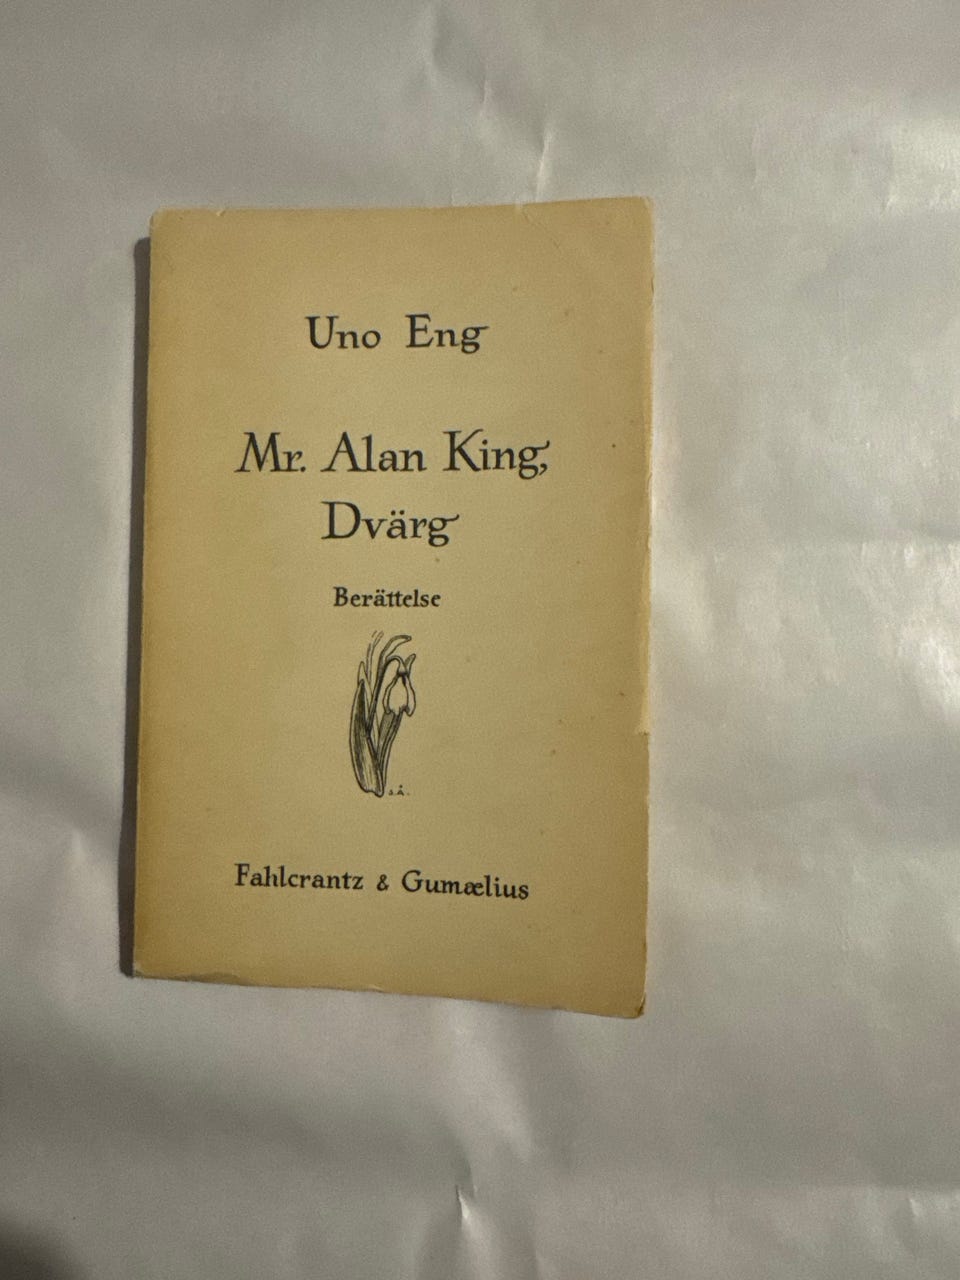 Uno Eng
Mr. Alan King,
Dvärg
Berättelse
S.Å.
Fahlcrantz & Gumælius